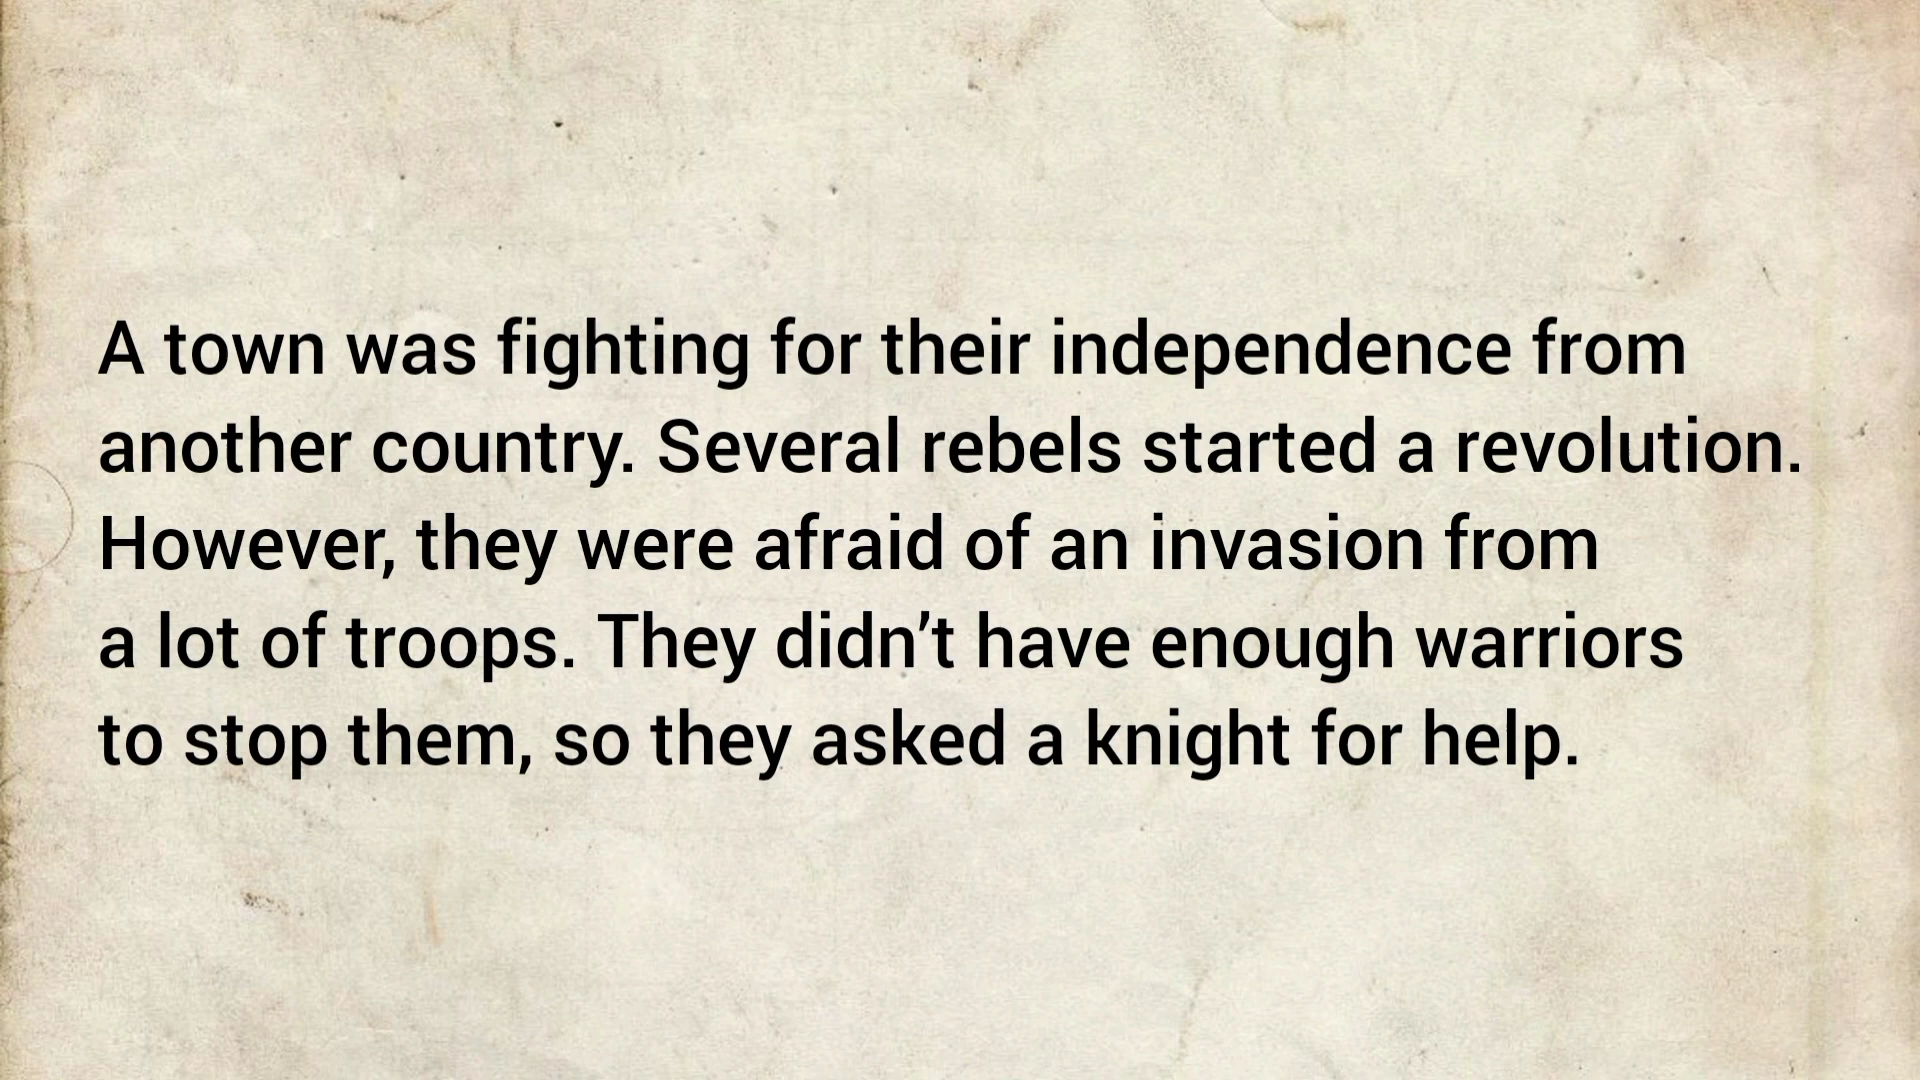 A town was fighting for their independence from
another country. Several rebels started a revolution.
However, they were afraid of an invasion from
a lot of troops. They didn’t have enough warriors
to stop them, so they asked a knight for help.